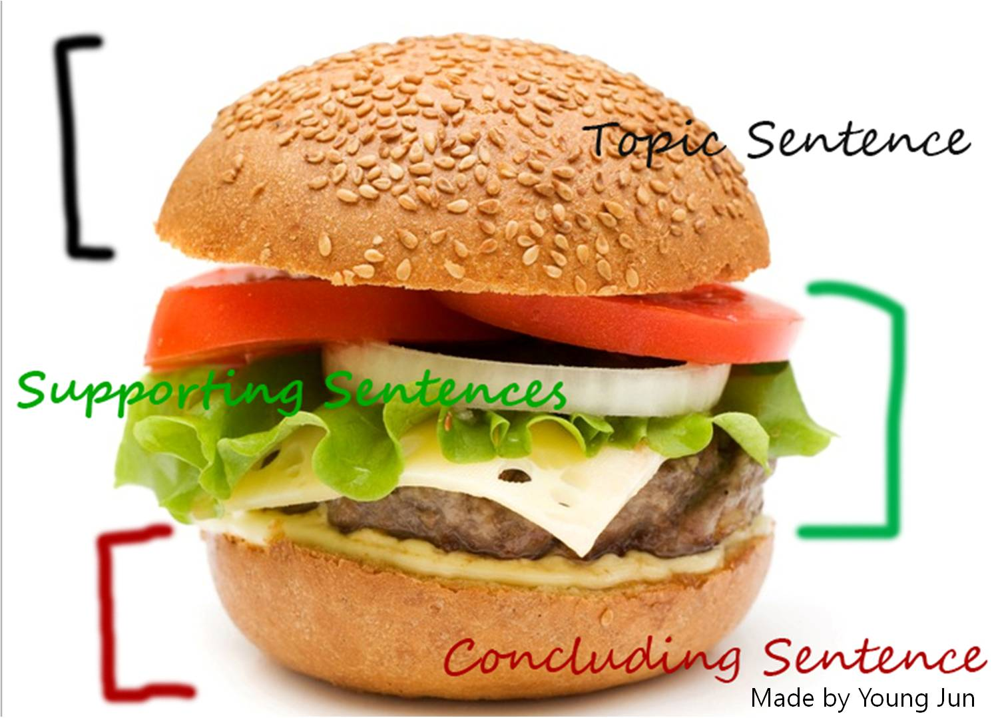 Topic Sentence
Supporting Sentences
Concluding Sentence
Made by Young Jun